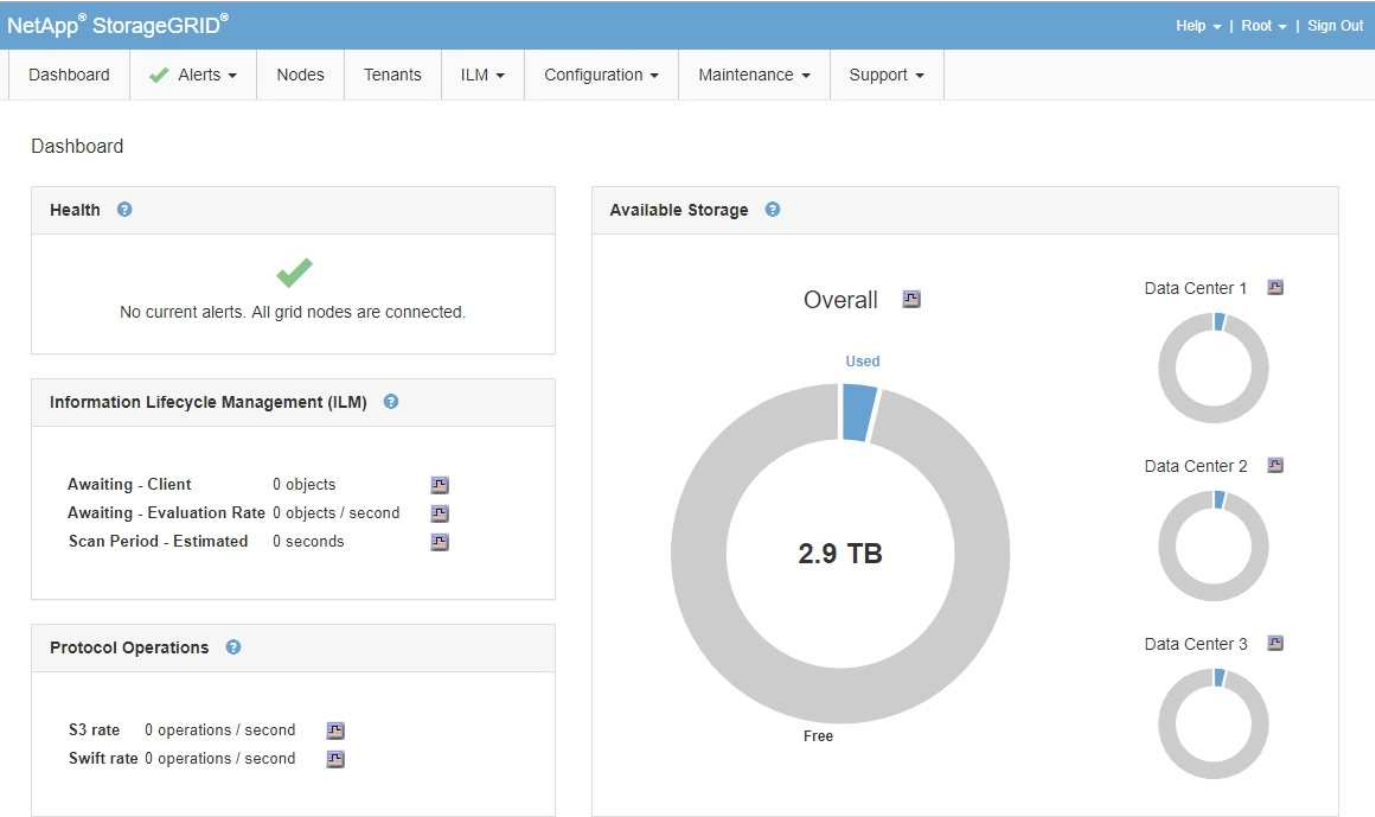 NetApp® StorageGRID®
Help | Root | Sign Out
Dashboard Alerts Nodes Tenants ILM Configuration Maintenance Support
Dashboard
Health ?
No current alerts. All grid nodes are connected.
Information Lifecycle Management (ILM) ?
Awaiting - Client 0 objects
Awaiting - Evaluation Rate 0 objects / second
Scan Period - Estimated 0 seconds
Protocol Operations ?
S3 rate 0 operations / second
Swift rate 0 operations / second
Available Storage ?
Overall
Used
2.9 TB
Free
Data Center 1
Data Center 2
Data Center 3